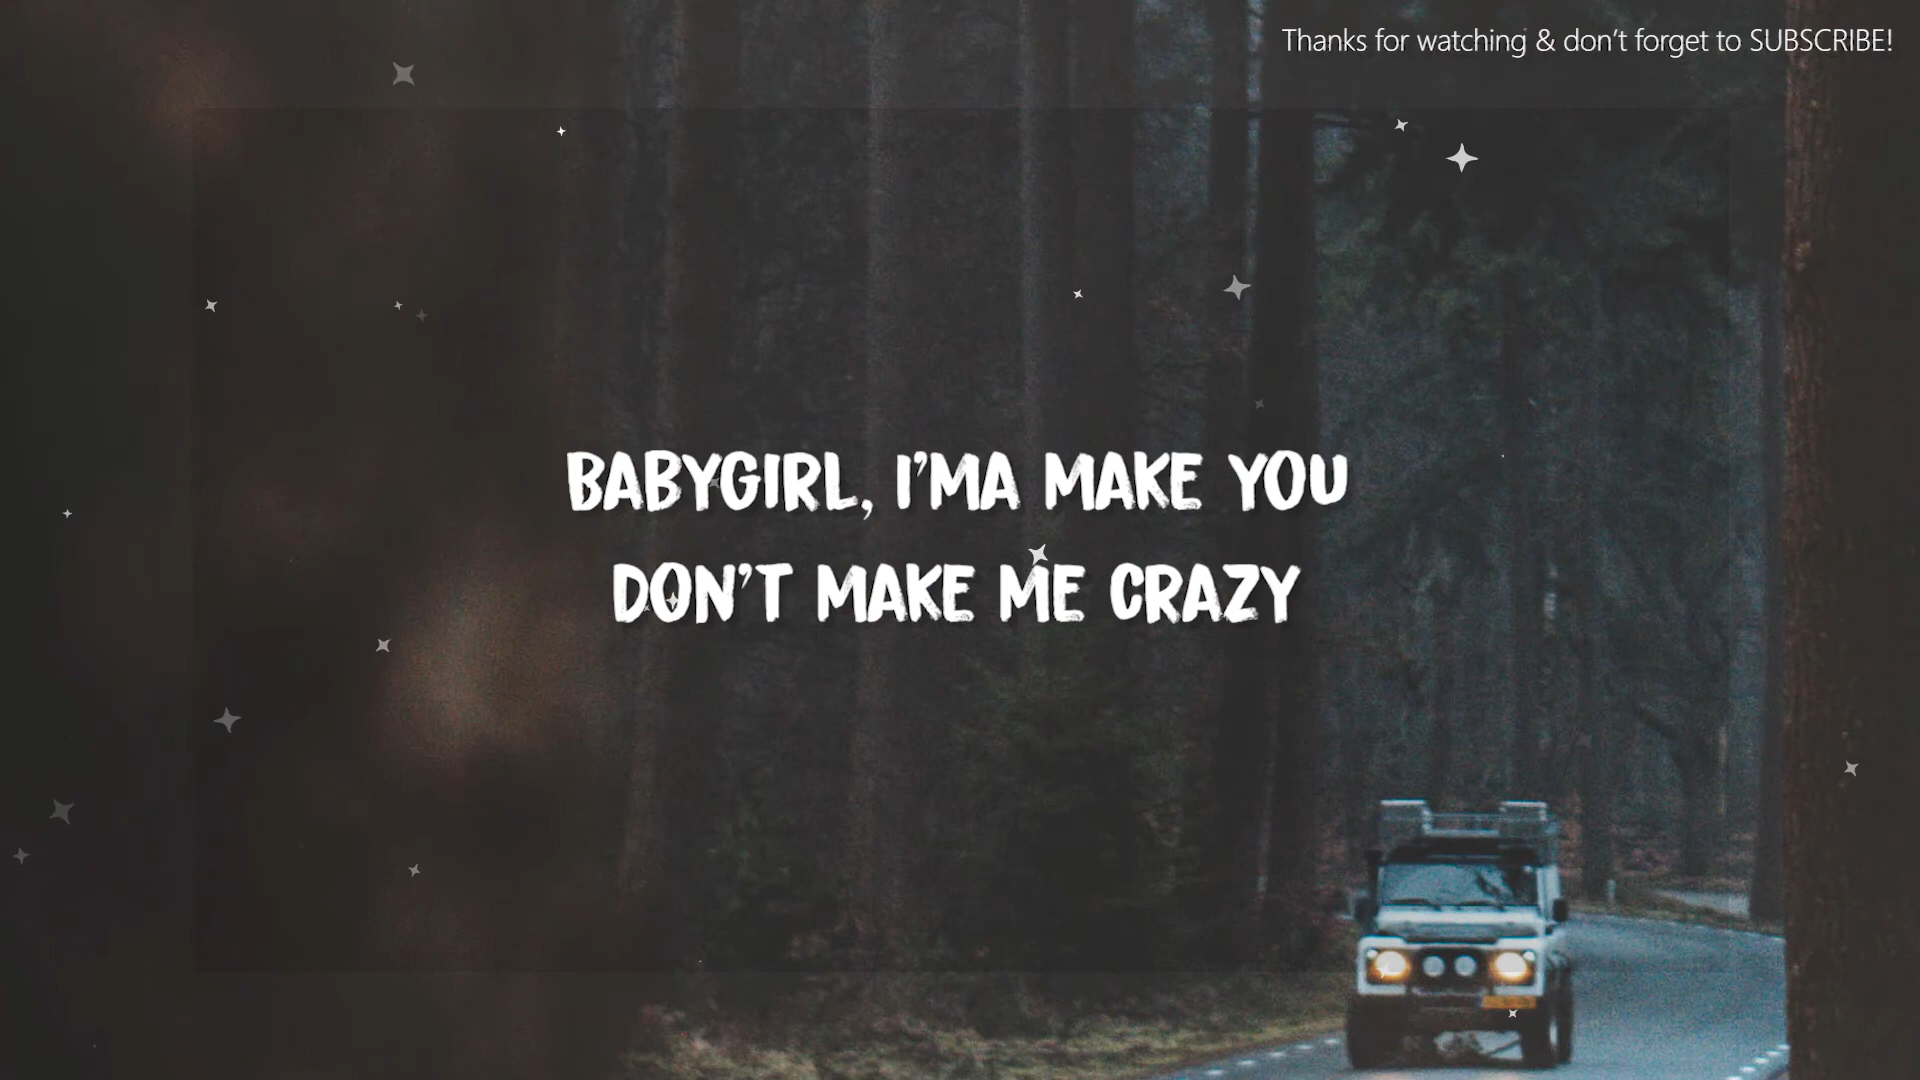 Thanks for watching & don't forget to SUBSCRIBE!
BABYGIRL, I'MA MAKE YOU
DON'T MAKE ME CRAZY